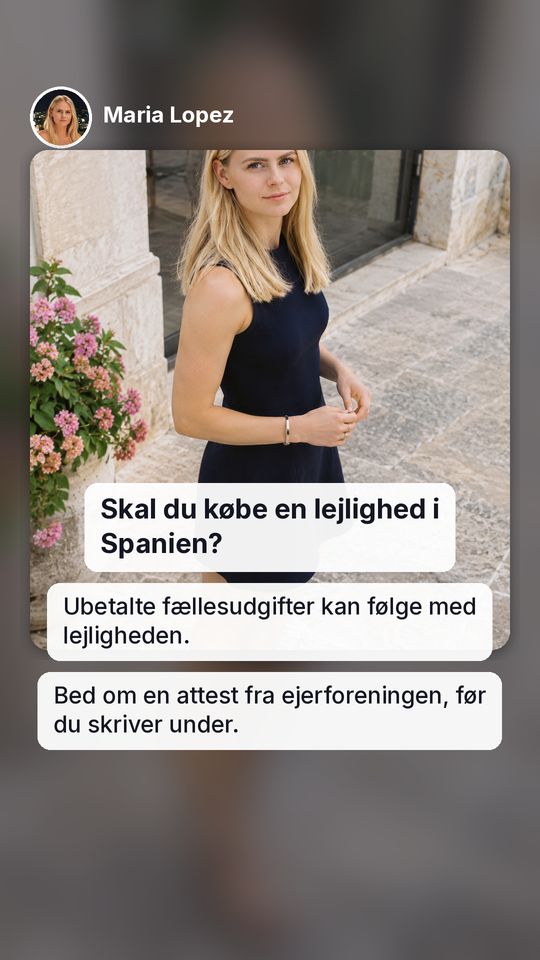 Maria Lopez
Skal du købe en lejlighed i
Spanien?
Ubetalte fællesudgifter kan følge med
lejligheden.
Bed om en attest fra ejerforeningen, før
du skriver under.